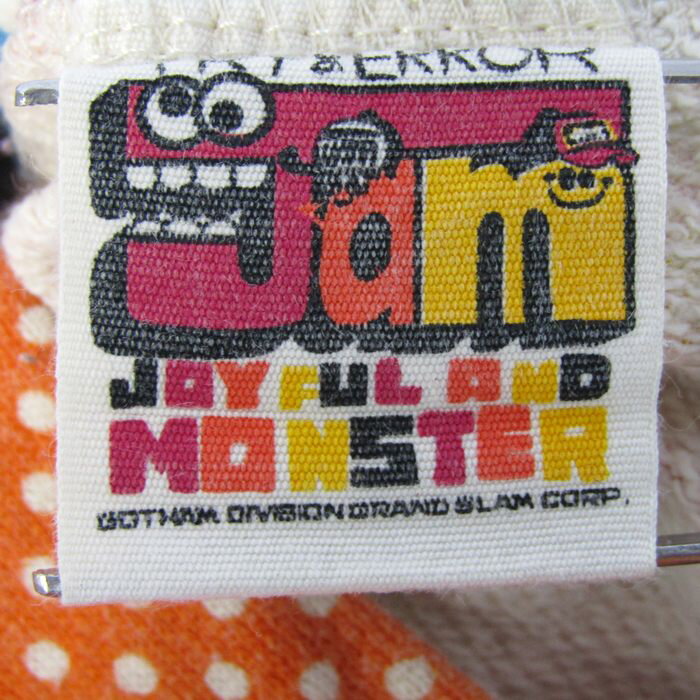 TRY & ERROR
Jam
JOYFUL AND
MONSTER
GOTHAM DIVISION GRAND SLAM CORP.